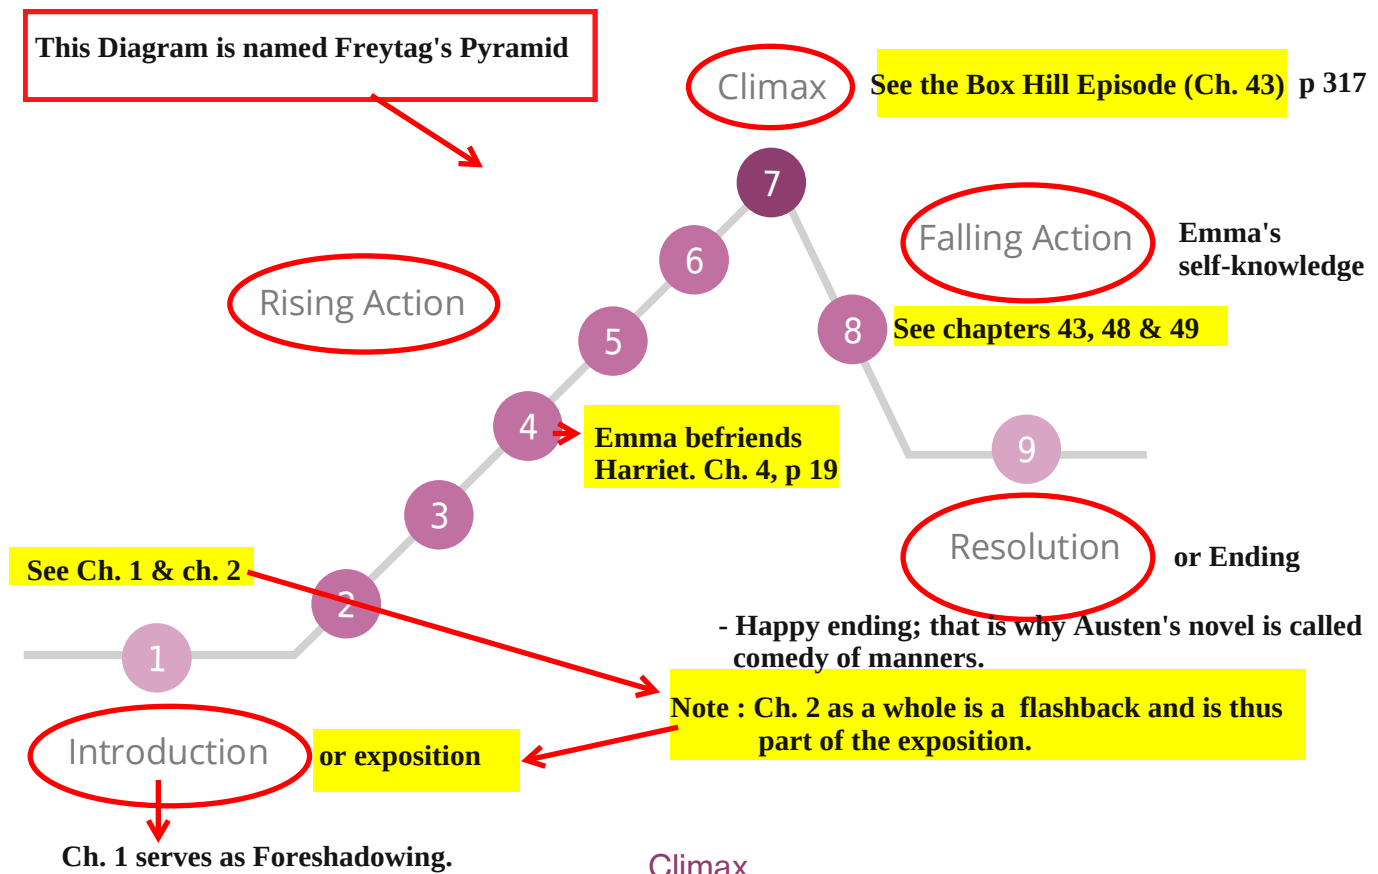 This Diagram is named Freytag's Pyramid
Climax
See the Box Hill Episode (Ch. 43) p 317
7
Falling Action
Emma's
self-knowledge
6
Rising Action
5
8
See chapters 43, 48 & 49
4
Emma befriends
Harriet. Ch. 4, p 19
9
3
Resolution
or Ending
See Ch. 1 & ch. 2
2
- Happy ending; that is why Austen's novel is called
comedy of manners.
1
Note : Ch. 2 as a whole is a flashback and is thus
part of the exposition.
Introduction
or exposition
Ch. 1 serves as Foreshadowing.
Climax